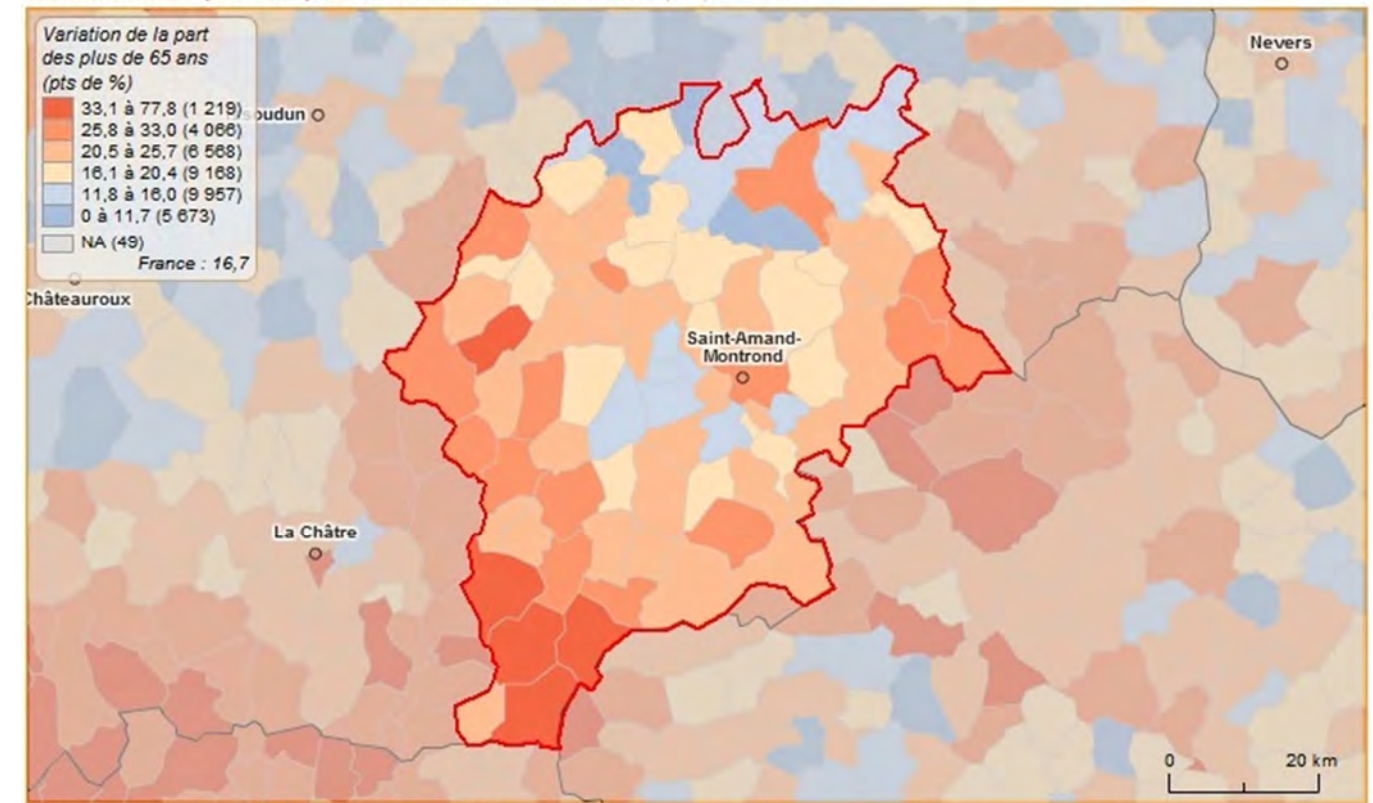 Variation de la part
des plus de 65 ans
(pts de %)
33,1 à 77,8 (1 219)
25,8 à 33,0 (4 066)
20,5 à 25,7 (6 568)
16,1 à 20,4 (9 168)
11,8 à 16,0 (9 957)
0 à 11,7 (5 673)
NA (49)
France : 16,7
soudun
Nevers
Châteauroux
Saint-Amand-
Montrond
La Châtre
0 20 km